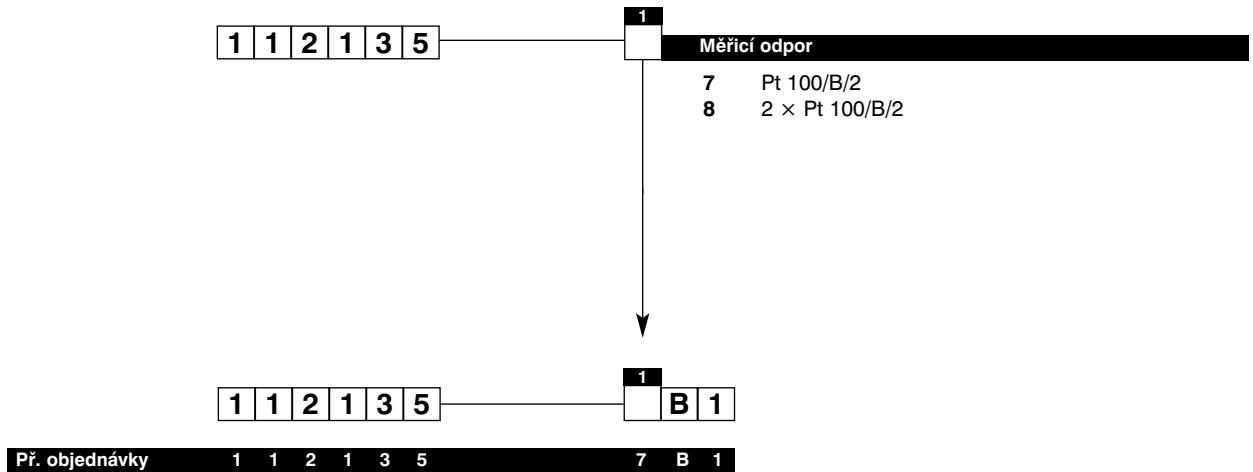 1
1 1 2 1 3 5
Měřicí odpor
7 Pt 100/B/2
8 2 × Pt 100/B/2
1
1 1 2 1 3 5 B 1
Př. objednávky 1 1 2 1 3 5 7 B 1